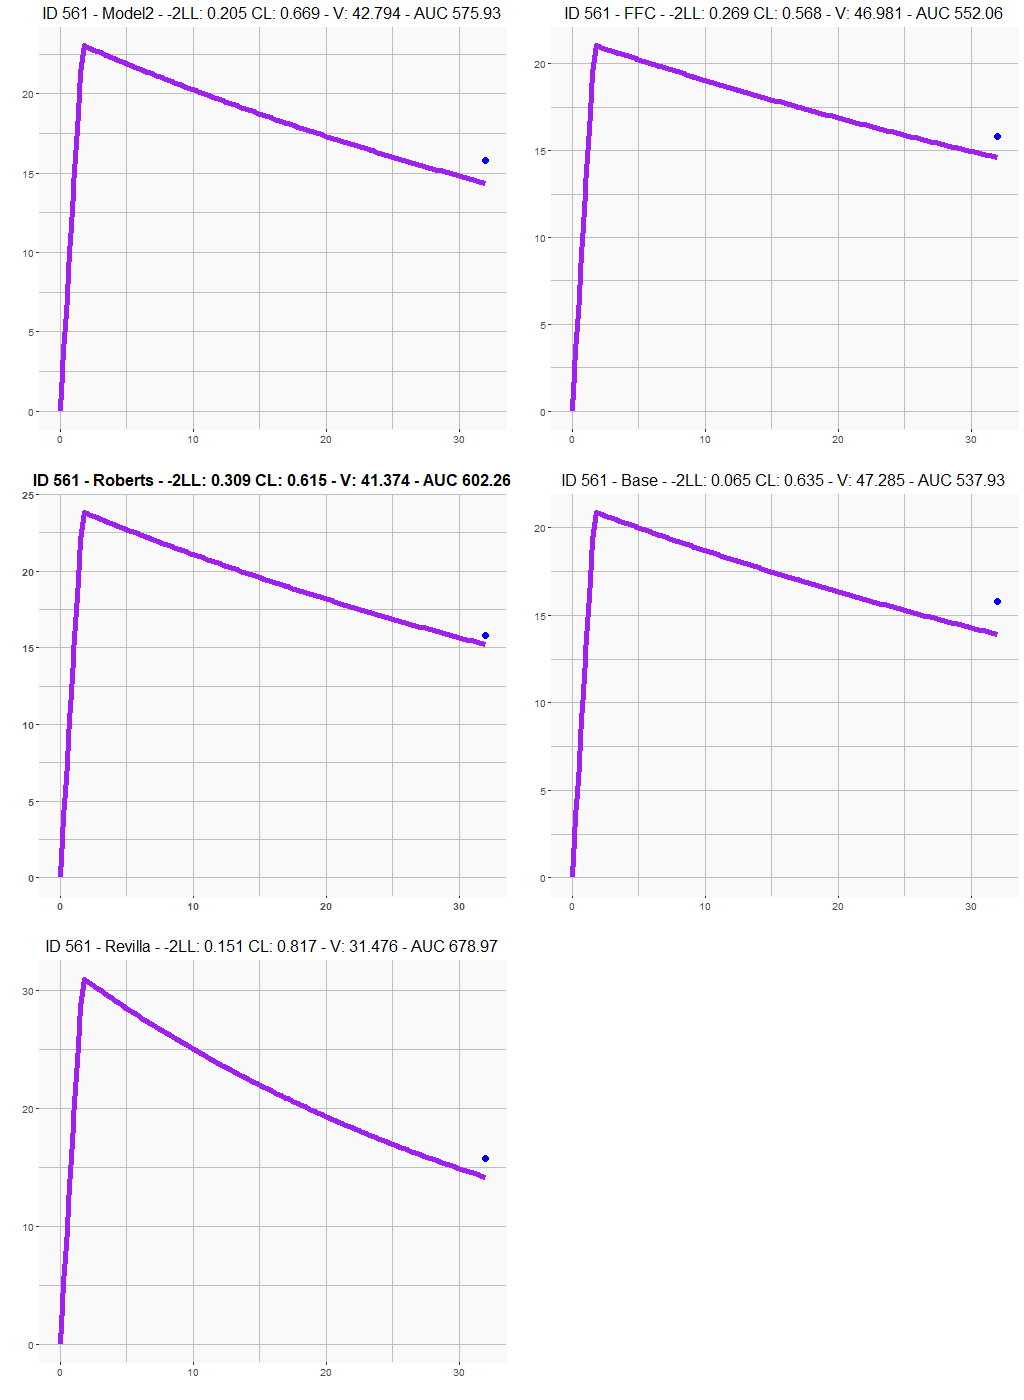 ID 561 - Model2 - -2LL: 0.205 CL: 0.669 - V: 42.794 - AUC 575.93
20
15
10
5
0
0 10 20 30
ID 561 - FFC - -2LL: 0.269 CL: 0.568 - V: 46.981 - AUC 552.06
20
15
10
5
0
0 10 20 30
ID 561 - Roberts - -2LL: 0.309 CL: 0.615 - V: 41.374 - AUC 602.26
25
20
15
10
5
0
0 10 20 30
ID 561 - Base - -2LL: 0.065 CL: 0.635 - V: 47.285 - AUC 537.93
20
15
10
5
0
0 10 20 30
ID 561 - Revilla - -2LL: 0.151 CL: 0.817 - V: 31.476 - AUC 678.97
30
20
10
0
0 10 20 30